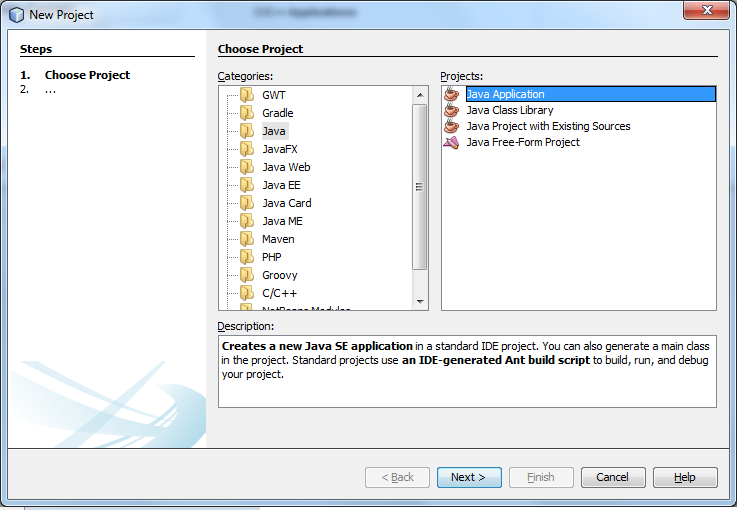 New Project
Steps
1. Choose Project
2. ...
Choose Project
Categories:
GWT
Gradle
Java
JavaFX
Java Web
Java EE
Java Card
Java ME
Maven
PHP
Groovy
C/C++
NetBeans Modules
Projects:
Java Application
Java Class Library
Java Project with Existing Sources
Java Free-Form Project
Description:
Creates a new Java SE application in a standard IDE project. You can also generate a main class
in the project. Standard projects use an IDE-generated Ant build script to build, run, and debug
your project.
< Back
Next >
Finish
Cancel
Help